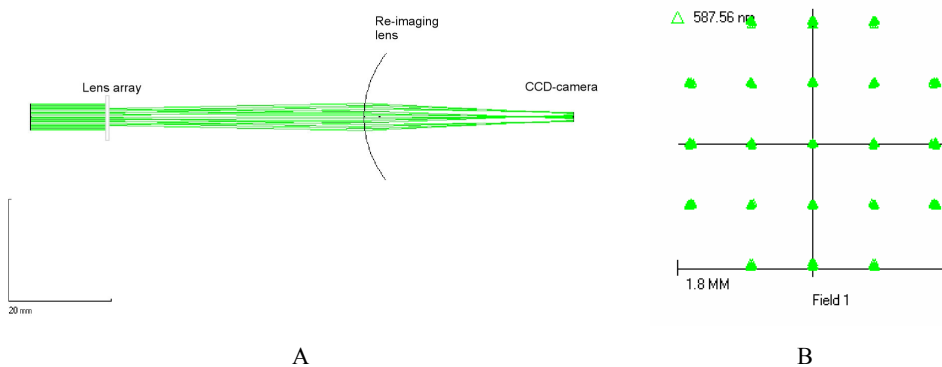 Re-imaging
lens
Lens array
CCD-camera
20 mm
A
587.56 nm
1.8 MM
Field 1
B